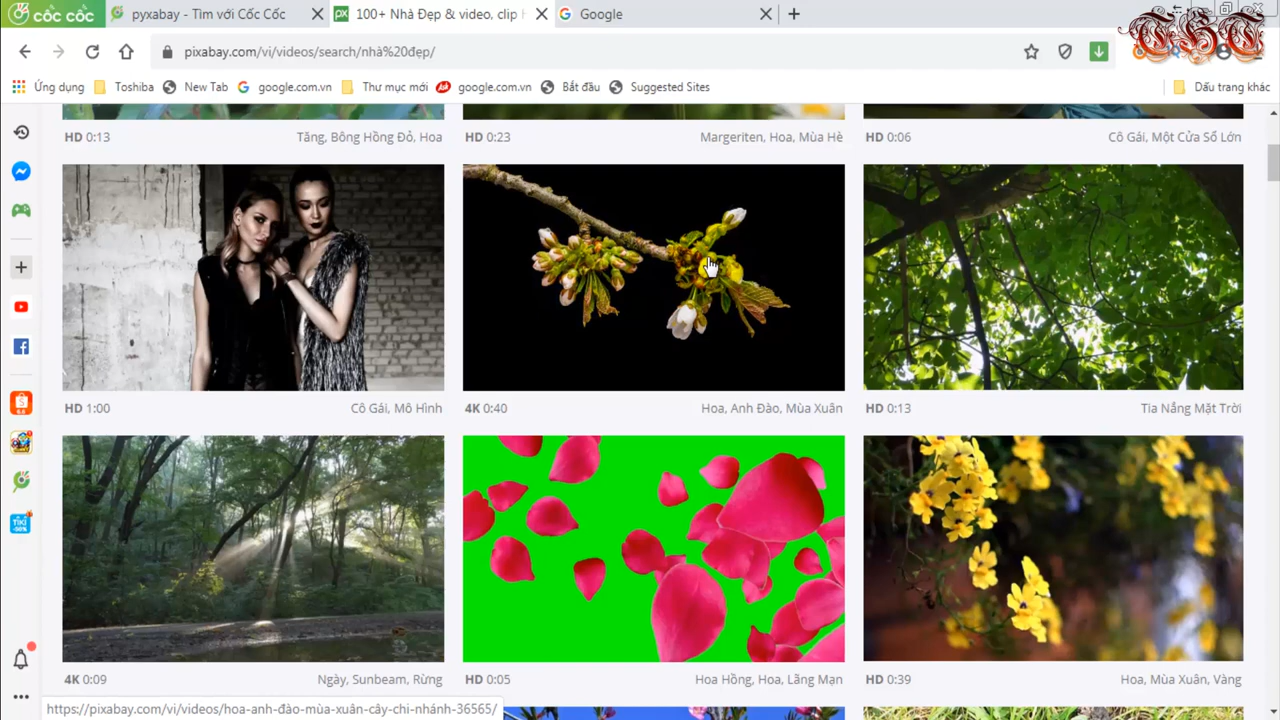 cốc cốc
pyxabay - Tìm với Cốc Cốc
px
100+ Nhà Đẹp & video, clip
Google
pixabay.com/vi/videos/search/nhà%20đẹp/
TBT
Ứng dụng
Toshiba
New Tab
google.com.vn
Thư mục mới
google.com.vn
Bắt đầu
Suggested Sites
Dấu trang khác
HD 0:13
Tăng, Bông Hồng Đỏ, Hoa
HD 0:23
Margeriten, Hoa, Mùa Hè
HD 0:06
Cô Gái, Một Cửa Sổ Lớn
HD 1:00
Cô Gái, Mô Hình
4K 0:40
Hoa, Anh Đào, Mùa Xuân
HD 0:13
Tia Nắng Mặt Trời
4K 0:09
Ngày, Sunbeam, Rừng
HD 0:05
Hoa Hồng, Hoa, Lãng Mạn
HD 0:39
Hoa, Mùa Xuân, Vàng
https://pixabay.com/vi/videos/hoa-anh-đào-mùa-xuân-cây-chi-nhánh-36565/